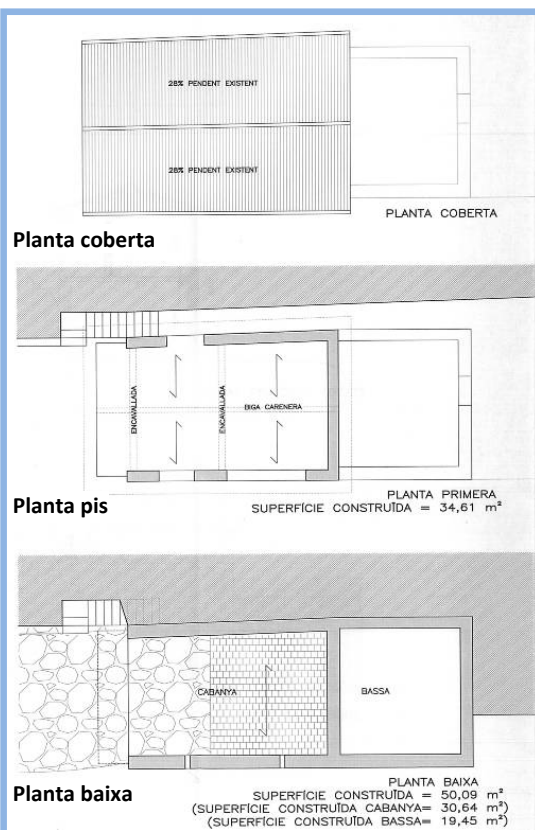 28% PENDENT EXISTENT
28% PENDENT EXISTENT
PLANTA COBERTA
Planta coberta
ENCAVALLADA
ENCAVALLADA
BIGA CARENERA
PLANTA PRIMERA
SUPERFÍCIE CONSTRUÏDA = 34,61 m²
Planta pis
CABANYA
BASSA
PLANTA BAIXA
SUPERFÍCIE CONSTRUÏDA = 50,09 m²
(SUPERFÍCIE CONSTRUÏDA CABANYA= 30,64 m²)
(SUPERFÍCIE CONSTRUÏDA BASSA= 19,45 m²)
Planta baixa